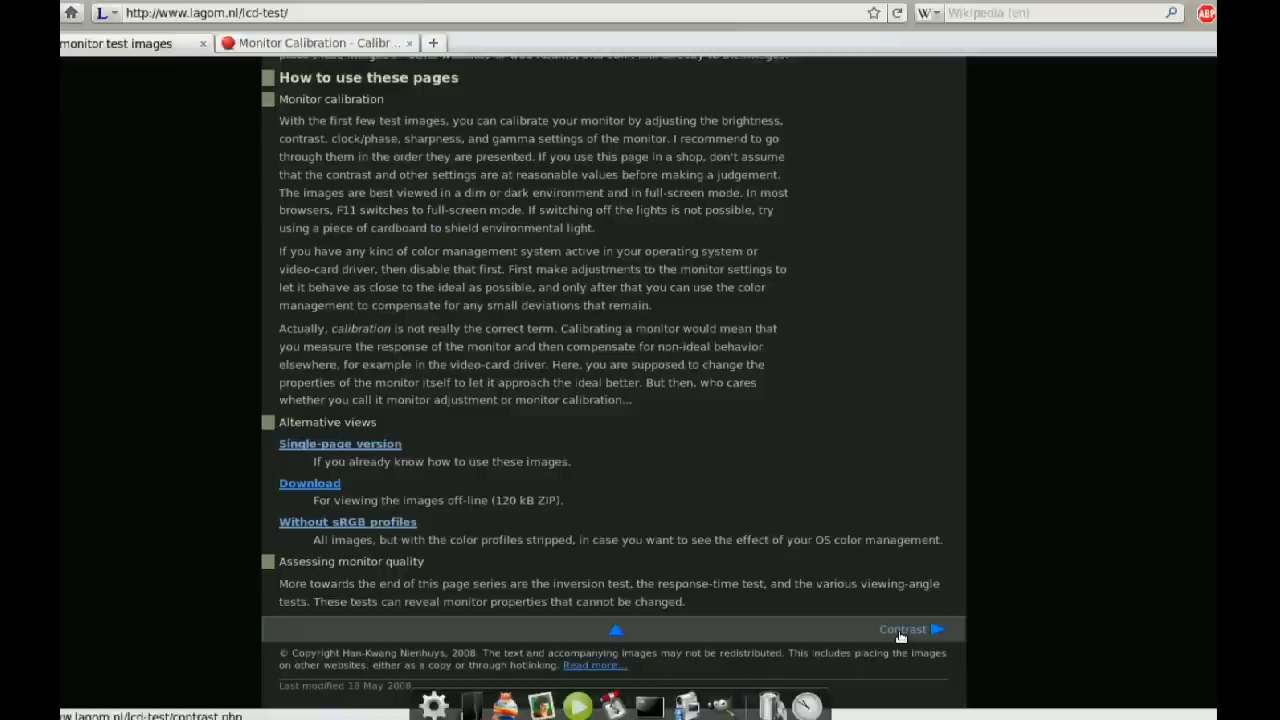 L http://www.lagom.nl/lcd-test/ W Wikipedia (en) ABP
monitor test images × Monitor Calibration - Calibr... × +
How to use these pages
Monitor calibration
With the first few test images, you can calibrate your monitor by adjusting the brightness,
contrast, clock/phase, sharpness, and gamma settings of the monitor. I recommend to go
through them in the order they are presented. If you use this page in a shop, don't assume
that the contrast and other settings are at reasonable values before making a judgement.
The images are best viewed in a dim or dark environment and in full-screen mode. In most
browsers, F11 switches to full-screen mode. If switching off the lights is not possible, try
using a piece of cardboard to shield environmental light.
If you have any kind of color management system active in your operating system or
video-card driver, then disable that first. First make adjustments to the monitor settings to
let it behave as close to the ideal as possible, and only after that you can use the color
management to compensate for any small deviations that remain.
Actually, calibration is not really the correct term. Calibrating a monitor would mean that
you measure the response of the monitor and then compensate for non-ideal behavior
elsewhere, for example in the video-card driver. Here, you are supposed to change the
properties of the monitor itself to let it approach the ideal better. But then, who cares
whether you call it monitor adjustment or monitor calibration...
Alternative views
Single-page version
If you already know how to use these images.
Download
For viewing the images off-line (120 kB ZIP).
Without sRGB profiles
All images, but with the color profiles stripped, in case you want to see the effect of your OS color management.
Assessing monitor quality
More towards the end of this page series are the inversion test, the response-time test, and the various viewing-angle
tests. These tests can reveal monitor properties that cannot be changed.
Contrast
© Copyright Han-Kwang Nienhuys, 2008. The text and accompanying images may not be redistributed. This includes placing the images
on other websites, either as a copy or through hotlinking. Read more...
Last modified 18 May 2008
ww.lagom.nl/lcd-test/contrast.php